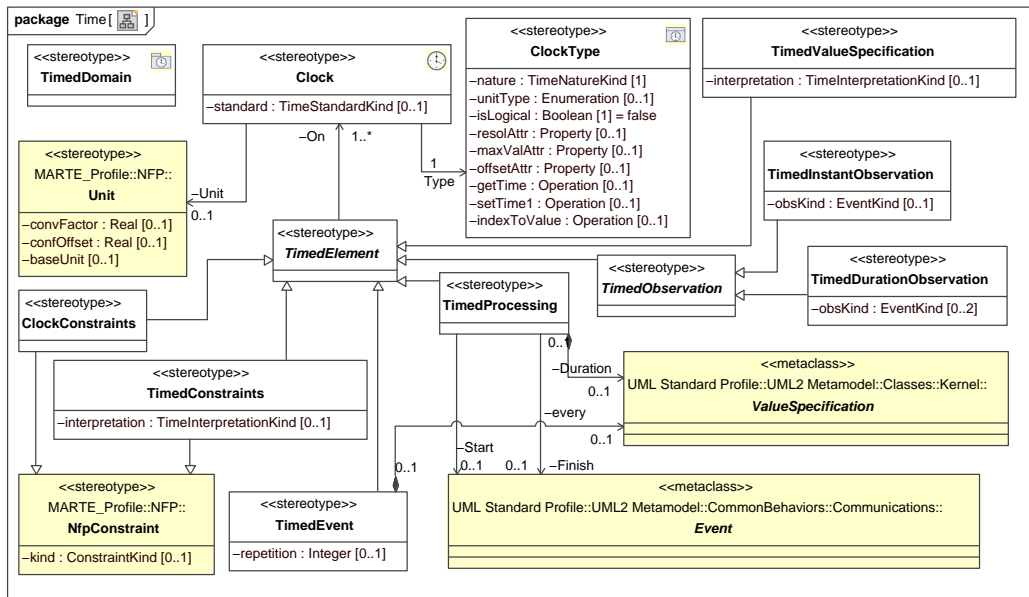 package Time[ ]
<<stereotype>>
TimedDomain
<<stereotype>>
Clock
–standard : TimeStandardKind [0..1]
<<stereotype>>
ClockType
–nature : TimeNatureKind [1]
–unitType : Enumeration [0..1]
–isLogical : Boolean [1] = false
–resolAttr : Property [0..1]
–maxValAttr : Property [0..1]
–offsetAttr : Property [0..1]
–getTime : Operation [0..1]
–setTime1 : Operation [0..1]
–indexToValue : Operation [0..1]
<<stereotype>>
TimedValueSpecification
–interpretation : TimeInterpretationKind [0..1]
–On
1..*
1
Type
–Unit
0..1
<<stereotype>>
MARTE_Profile::NFP::
Unit
–convFactor : Real [0..1]
–confOffset : Real [0..1]
–baseUnit [0..1]
<<stereotype>>
TimedInstantObservation
–obsKind : EventKind [0..1]
<<stereotype>>
TimedElement
<<stereotype>>
TimedObservation
<<stereotype>>
TimedDurationObservation
–obsKind : EventKind [0..2]
<<stereotype>>
ClockConstraints
<<stereotype>>
TimedProcessing
0..1
–Duration
0..1
<<stereotype>>
TimedConstraints
–interpretation : TimeInterpretationKind [0..1]
<<metaclass>>
UML Standard Profile::UML2 Metamodel::Classes::Kernel::
ValueSpecification
–every
0..1
0..1
–Start
0..1
0..1
–Finish
<<stereotype>>
MARTE_Profile::NFP::
NfpConstraint
–kind : ConstraintKind [0..1]
<<stereotype>>
TimedEvent
–repetition : Integer [0..1]
<<metaclass>>
UML Standard Profile::UML2 Metamodel::CommonBehaviors::Communications::
Event